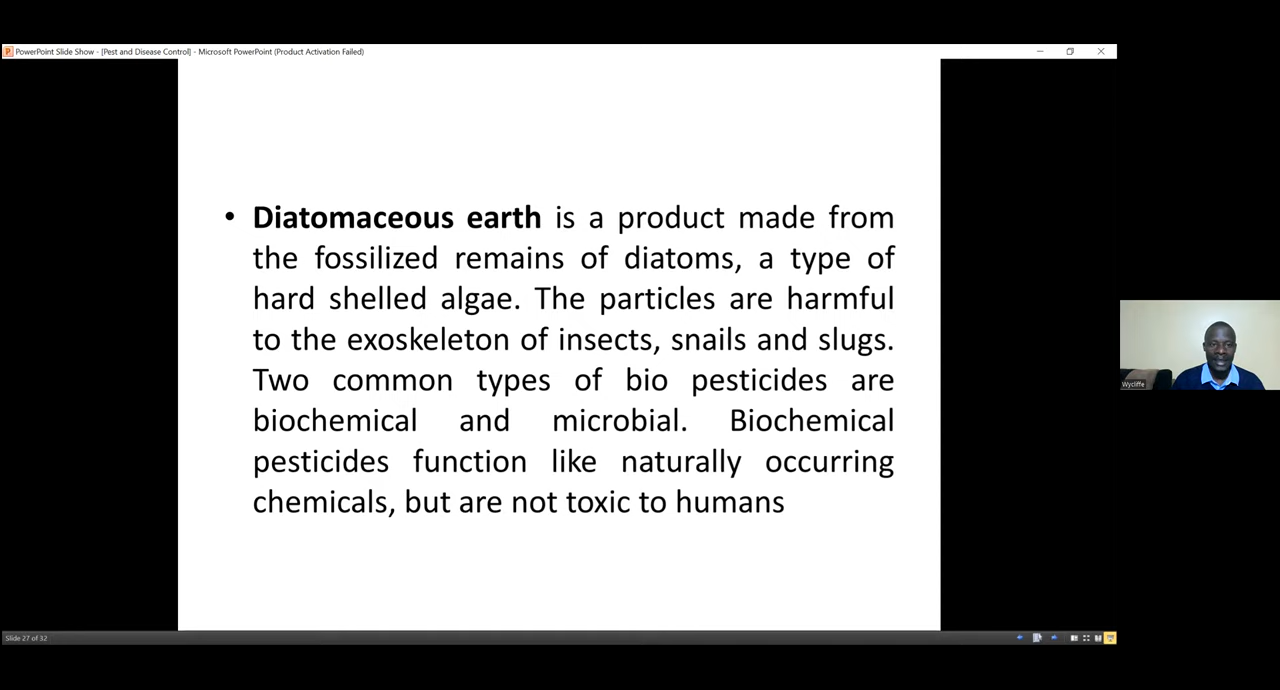 PowerPoint Slide Show - [Pest and Disease Control] - Microsoft PowerPoint (Product Activation Failed)
• Diatomaceous earth is a product made from
the fossilized remains of diatoms, a type of
hard shelled algae. The particles are harmful
to the exoskeleton of insects, snails and slugs.
Two common types of bio pesticides are
biochemical and microbial. Biochemical
pesticides function like naturally occurring
chemicals, but are not toxic to humans
Wycliffe
Slide 27 of 32